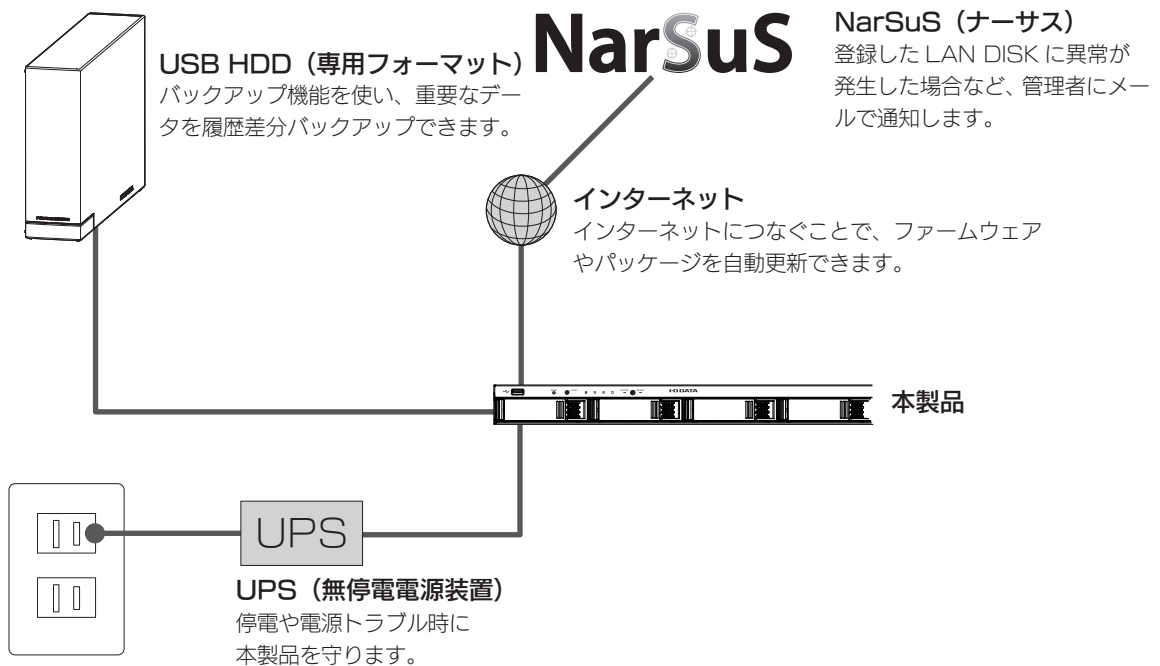 USB HDD（専用フォーマット）
バックアップ機能を使い、重要なデー
タを履歴差分バックアップできます。
NarSuS
NarSuS（ナーサス）
登録した LAN DISK に異常が
発生した場合など、管理者にメー
ルで通知します。
インターネット
インターネットにつなぐことで、ファームウェア
やパッケージを自動更新できます。
I-O DATA
本製品
UPS
UPS（無停電電源装置）
停電や電源トラブル時に
本製品を守ります。